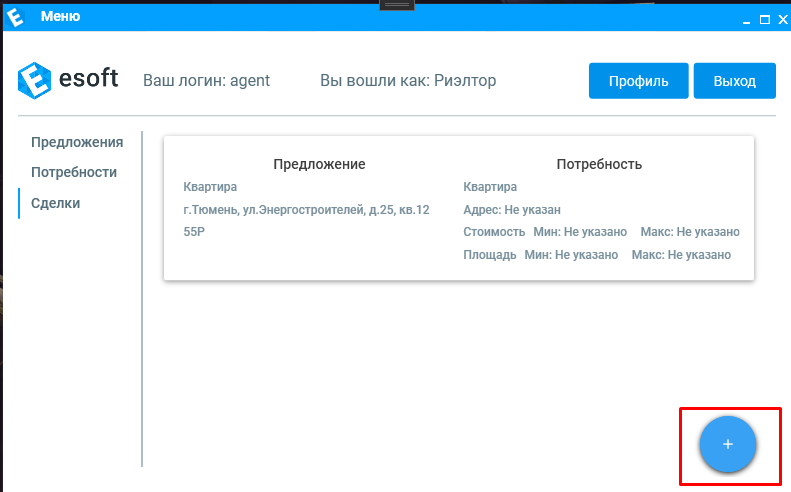 Меню
esoft Ваш логин: agent Вы вошли как: Риэлтор Профиль Выход
Предложения
Потребности
Сделки
Предложение
Квартира
г.Тюмень, ул.Энергостроителей, д.25, кв.12
55Р
Потребность
Квартира
Адрес: Не указан
Стоимость Мин: Не указано Макс: Не указано
Площадь Мин: Не указано Макс: Не указано
+